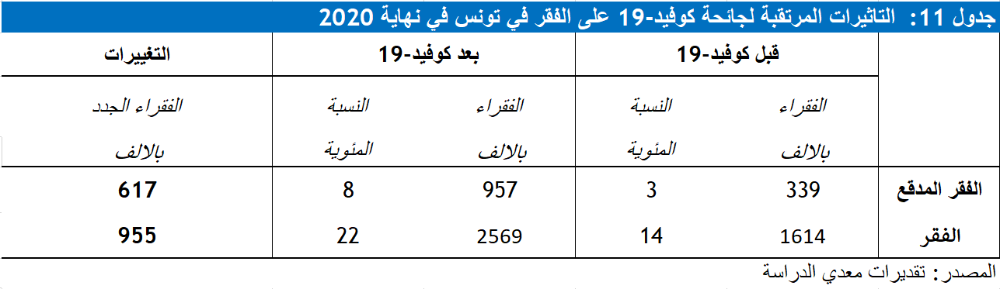 جدول 11: التاثيرات المرتقبة لجائحة كوفيد-19 على الفقر في تونس في نهاية 2020
قبل كوفيد-19 بعد كوفيد-19 التغييرات
الفقراء النسبة الفقراء النسبة الفقراء الجدد
بالالف المئوية بالالف المئوية بالالف
الفقر المدقع 339 3 957 8 617
الفقر 1614 14 2569 22 955
المصدر: تقديرات معدي الدراسة